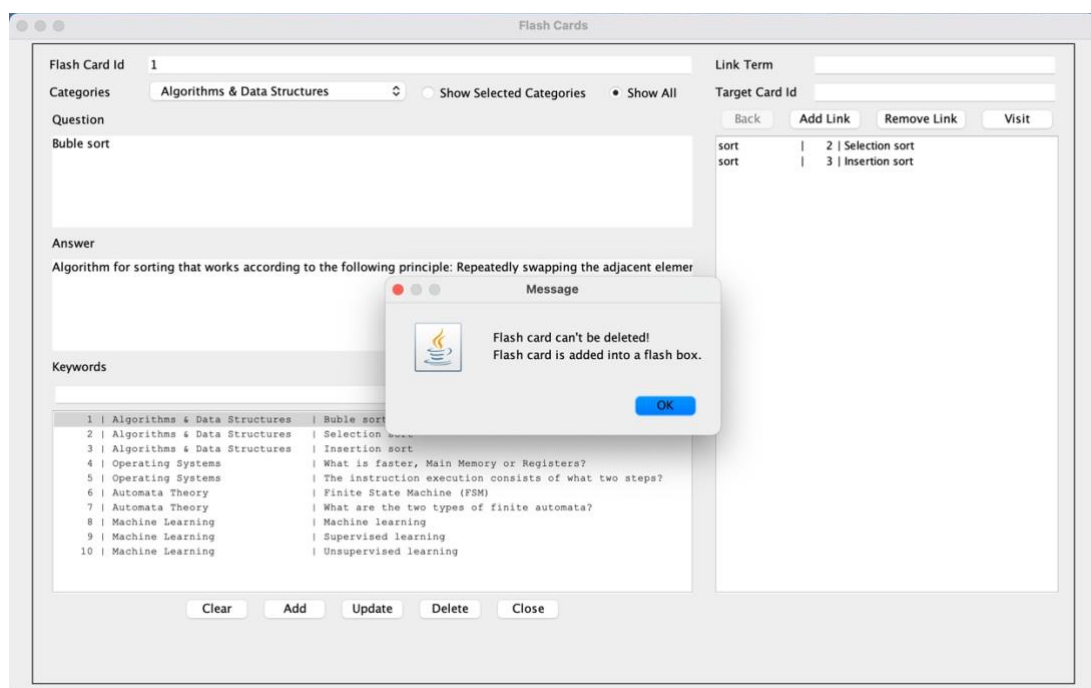 Flash Cards
Flash Card Id 1
Categories Algorithms & Data Structures Show Selected Categories Show All
Question
Buble sort
Answer
Algorithm for sorting that works according to the following principle: Repeatedly swapping the adjacent elemer
Keywords
1 | Algorithms & Data Structures | Buble sort
2 | Algorithms & Data Structures | Selection sort
3 | Algorithms & Data Structures | Insertion sort
4 | Operating Systems | What is faster, Main Memory or Registers?
5 | Operating Systems | The instruction execution consists of what two steps?
6 | Automata Theory | Finite State Machine (FSM)
7 | Automata Theory | What are the two types of finite automata?
8 | Machine Learning | Machine learning
9 | Machine Learning | Supervised learning
10 | Machine Learning | Unsupervised learning
Clear Add Update Delete Close
Link Term
Target Card Id
Back Add Link Remove Link Visit
sort | 2 | Selection sort
sort | 3 | Insertion sort
Message
Flash card can't be deleted!
Flash card is added into a flash box.
OK